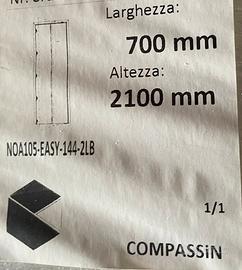 Larghezza:
700 mm
Altezza:
2100 mm
NOA105-EASY-144-2LB
1/1
COMPASSiN